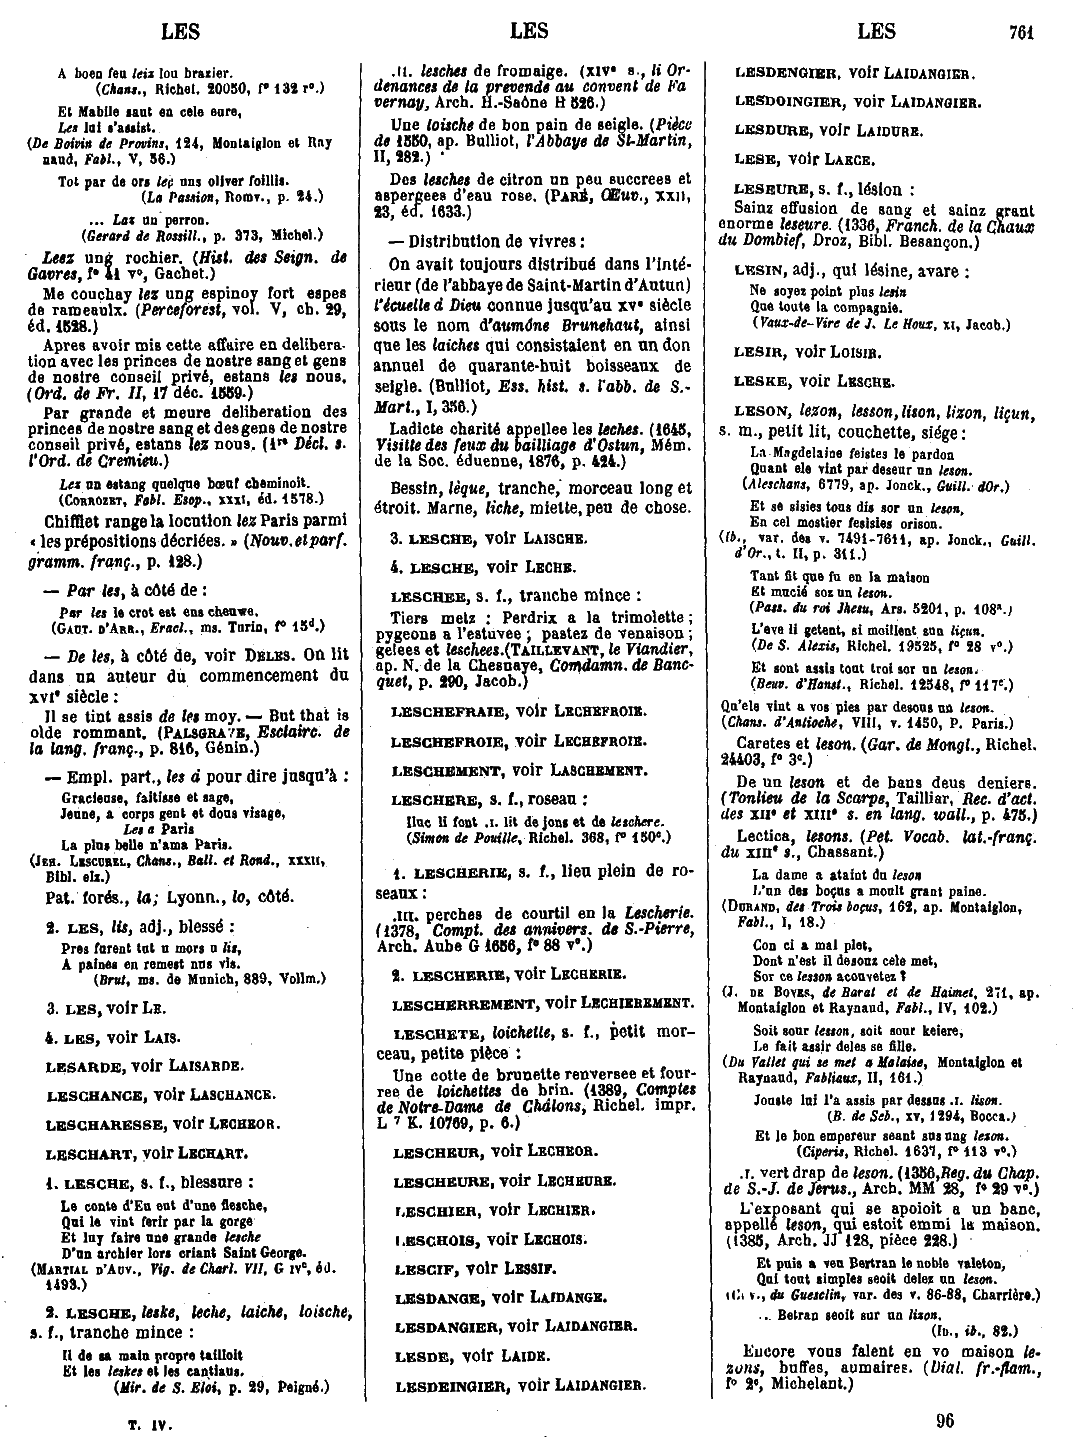 LES
LES
LES
761
A boen feu leiz lou brazier.
(Chans., Richel. 20050, f° 132 r°.)
Et Mabile saut en cele eure,
Les lui s'assist.
(De Boivin de Provins, 124, Montaiglon et Ray
naud, Fabl., V, 56.)
Tot par de ors lez uns oliver foillis.
(La Passion, Romv., p. 24.)
... Laz un perron.
(Gerard de Rossill., p. 373, Michel.)
Leez ung rochier. (Hist. des Seign. de
Gavres, f° 41 v°, Gachet.)
Me couchay lez ung espinoy fort espes
de rameaulx. (Perceforest, vol. V, ch. 29,
éd. 1528.)
Apres avoir mis cette affaire en delibera-
tion avec les princes de nostre sang et gens
de nostre conseil privé, estans les nous.
(Ord. de Fr. II, 17 déc. 1559.)
Par grande et meure deliberation des
princes de nostre sang et des gens de nostre
conseil privé, estans lez nous. (1re Décl. s.
l'Ord. de Cremieu.)
Lez un estang quelque bœuf cheminoit.
(CORROZET, Fabl. Esop., XXXI, éd. 1578.)
Chifflet range la locution lez Paris parmi
« les prépositions décriées. » (Nouv. et parf.
gramm. franç., p. 128.)
— Par les, à côté de :
Par les le crot est ens cheuwe.
(GAUT. D'ARR., Eracl., ms. Turin, f° 15d.)
— De les, à côté de, voir DELES. On lit
dans un auteur du commencement du
XVIe siècle :
Il se tint assis de les moy. — But that is
olde rommant. (PALSGRAVE, Esclairc. de
la lang. franç., p. 816, Génin.)
— Empl. part., les à pour dire jusqu'à :
Gracieuse, faitisse et sage,
Jeune, a corps gent et dous visage,
Les a Paris
La plus belle n'ama Paris.
(JEH. LESCUREL, Chans., Ball. et Rond., XXXII,
Bibl. elz.)
Pat. forés., la; Lyonn., lo, côté.
2. LES, lis, adj., blessé :
Pres furent tut u mors u lis,
A paines en remest nus vis.
(Brut, ms. de Munich, 889, Vollm.)
3. LES, voir LE.
4. LES, voir LAIS.
LESARDE, voir LAISARDE.
LESCHANCE, voir LASCHANCE.
LESCHARESSE, voir LECHEOR.
LESCHART, voir LECHART.
1. LESCHE, s. f., blessure :
Le conte d'Eu eut d'une flesche,
Qui le vint ferir par la gorge
Et luy faire une grande lesche
D'un archier lors criant Saint George.
(MARTIAL D'AUV., Vig. de Charl. VII, G IVc, éd.
1493.)
2. LESCHE, leske, leche, laiche, loische,
s. f., tranche mince :
Il de sa main propre tailloit
Et les leskes et les cantiaus.
(Mir. de S. Eloi, p. 29, Peigné.)
T. IV.
.II. lesches de fromaige. (XIVe s., li Or-
denances de la prevende au convent de Fa
vernay, Arch. H.-Saône H 526.)
Une loische de bon pain de seigle. (Pièce
de 1550, ap. Bulliot, l'Abbaye de St-Martin,
II, 282.)
Des lesches de citron un peu succrees et
aspergees d'eau rose. (PARÉ, Œuv., XXII,
23, éd. 1633.)
— Distribution de vivres :
On avait toujours distribué dans l'inté-
rieur (de l'abbaye de Saint-Martin d'Autun)
l'écuelle à Dieu connue jusqu'au XVe siècle
sous le nom d'aumône Brunehaut, ainsi
que les laiches qui consistaient en un don
annuel de quarante-huit boisseaux de
seigle. (Bulliot, Ess. hist. s. l'abb. de S.-
Mart., I, 356.)
Ladicte charité appellee les leches. (1645,
Visitte des feux du bailliage d'Ostun, Mém.
de la Soc. éduenne, 1876, p. 424.)
Bessin, lèque, tranche, morceau long et
étroit. Marne, liche, miette, peu de chose.
3. LESCHE, voir LAISCHE.
4. LESCHE, voir LECHE.
LESCHEE, s. f., tranche mince :
Tiers metz : Perdrix a la trimolette ;
pygeons a l'estuvee ; pastez de venaison ;
gelees et leschees. (TAILLEVANT, le Viandier,
ap. N. de la Chesnaye, Condamn. de Banc-
quet, p. 290, Jacob.)
LESCHEFRAIE, voir LECHEFROIE.
LESCHEFROIE, voir LECHEFROIE.
LESCHEMENT, voir LASCHEMENT.
LESCHERE, s. f., roseau :
Iluc li font .I. lit de jons et de leschere.
(Simon de Pouille, Richel. 368, f° 150c.)
1. LESCHERIE, s. f., lieu plein de ro-
seaux :
.III. perches de courtil en la Lescherie.
(1378, Compt. des annivers. de S.-Pierre,
Arch. Aube G 1656, f° 88 v°.)
2. LESCHERIE, voir LECHERIE.
LESCHERREMENT, voir LECHIEREMENT.
LESCHETE, loichette, s. f., petit mor-
ceau, petite pièce :
Une cotte de brunette renversee et four-
ree de loichettes de brin. (1389, Comptes
de Notre-Dame de Châlons, Richel. impr.
L 7 K. 10769, p. 6.)
LESCHEUR, voir LECHEOR.
LESCHEURE, voir LECHEURE.
LESCHIER, voir LECHIER.
LESCHOIS, voir LECHOIS.
LESCIF, voir LESSIF.
LESDANGE, voir LAIDANGE.
LESDANGIER, voir LAIDANGIER.
LESDE, voir LAIDE.
LESDEINGIER, voir LAIDANGIER.
LESDENGIER, voir LAIDANGIER.
LESDOINGIER, voir LAIDANGIER.
LESDURE, voir LAIDURE.
LESE, voir LAECE.
LESEURE, s. f., lésion :
Sainz effusion de sang et sainz grant
enorme leseure. (1336, Franch. de la Chaux
du Dombief, Droz, Bibl. Besançon.)
LESIN, adj., qui lésine, avare :
Ne soyez point plus lesin
Que toute la compagnie.
(Vaux-de-Vire de J. Le Houx, XI, Jacob.)
LESIR, voir LOISIR.
LESKE, voir LESCHE.
LESON, lezon, lesson, lison, lizon, liçun,
s. m., petit lit, couchette, siége :
La Magdelaine feistes le pardon
Quant ele vint par deseur un leson.
(Aleschans, 6779, ap. Jonck., Guill. dOr.)
Et se sisies tous dis sor un leson,
En cel mostier fesisies orison.
(Ib., var. des v. 7491-7611, ap. Jonck., Guill.
d'Or., t. II, p. 311.)
Tant fit que fu en la maison
Et mucié soz un leson.
(Pass. du roi Jhesu, Ars. 5201, p. 108a.)
L'eve li getent, si moillent sun liçun.
(De S. Alexis, Richel. 19525, f° 28 v°.)
Et sont assis tout troi sor un leson.
(Beuv. d'Hanst., Richel. 12548, f° 117c.)
Qu'ele vint a vos pies par desous un leson.
(Chans. d'Antioche, VIII, v. 1450, P. Paris.)
Caretes et leson. (Gar. de Mongl., Richel.
24403, f° 3c.)
De un leson et de bans deus deniers.
(Tonlieu de la Scarpe, Tailliar, Rec. d'act.
des XIIe et XIIIe s. en lang. wall., p. 475.)
Lectica, lesons. (Pet. Vocab. lat.-franç.
du XIIIe s., Chassant.)
La dame a ataint du leson
L'un des boçus a moult grant paine.
(DURAND, des Trois boçus, 162, ap. Montaiglon,
Fabl., I, 18.)
Con ci a mal plet,
Dont n'est il desouz cele met,
Sor ce lesson acouvetez ?
(J. DE BOVES, de Barat et de Haimet, 271, ap.
Montaiglon et Raynaud, Fabl., IV, 102.)
Soit sour lesson, soit sour keiere,
Le fait assir deles se fille.
(Du Vallet qui se met a Malaise, Montaiglon et
Raynaud, Fabliaux, II, 161.)
Jouste lui l'a assis par dessus .I. lison.
(B. de Seb., XV, 1294, Bocca.)
Et le bon empereur seant sus ung lezon.
(Ciperis, Richel. 1637, f° 113 v°.)
.I. vert drap de leson. (1356, Reg. du Chap.
de S.-J. de Jerus., Arch. MM 28, f° 29 v°.)
L'exposant qui se apoioit a un banc,
appellé leson, qui estoit emmi la maison.
(1385, Arch. JJ 128, pièce 228.)
Et puis a veu Bertran le noble valeton,
Qui tout simples seoit delez un leson.
(Cuv., du Guesclin, var. des v. 86-88, Charrière.)
... Betran seoit sur un lizon.
(ID., ib., 82.)
Encore vous falent en vo maison le-
zons, buffes, aumaires. (Dial. fr.-flam.,
f° 2c, Michelant.)
96